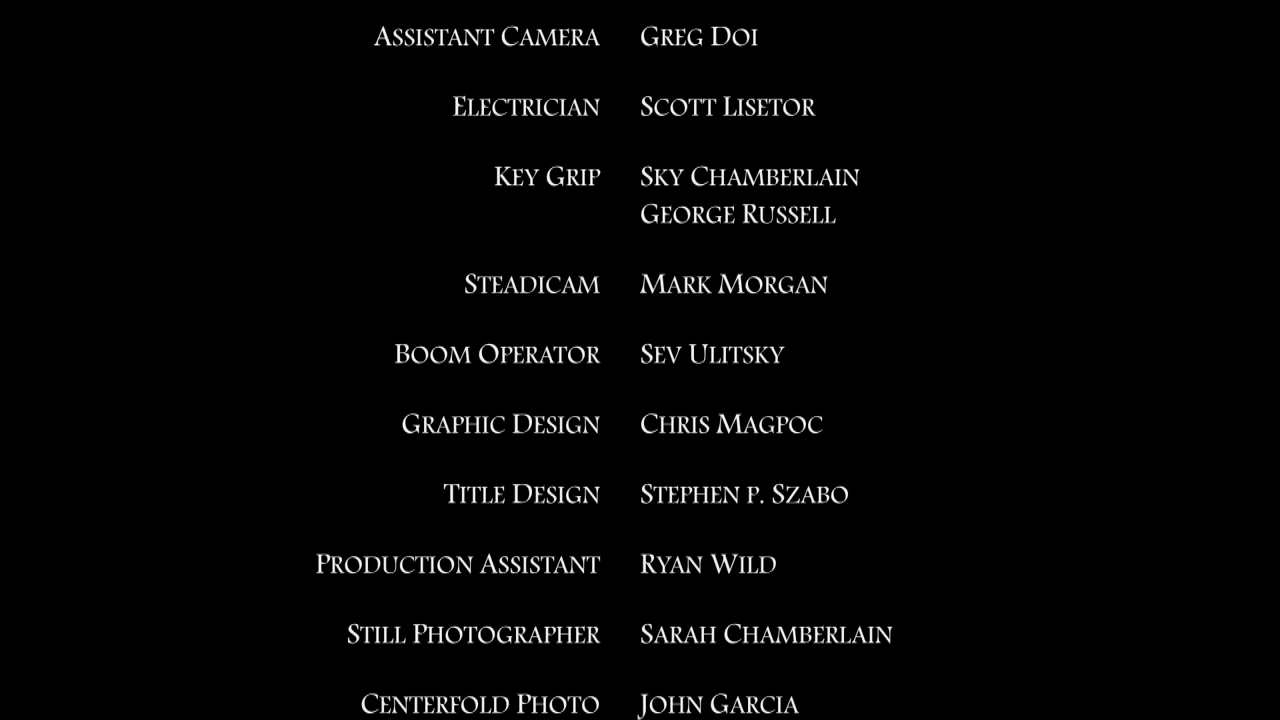 Assistant Camera Greg Doi
Electrician Scott Lisetor
Key Grip Sky Chamberlain
George Russell
Steadicam Mark Morgan
Boom Operator Sev Ulitsky
Graphic Design Chris Magpoc
Title Design Stephen p. Szabo
Production Assistant Ryan Wild
Still Photographer Sarah Chamberlain
Centerfold Photo John Garcia